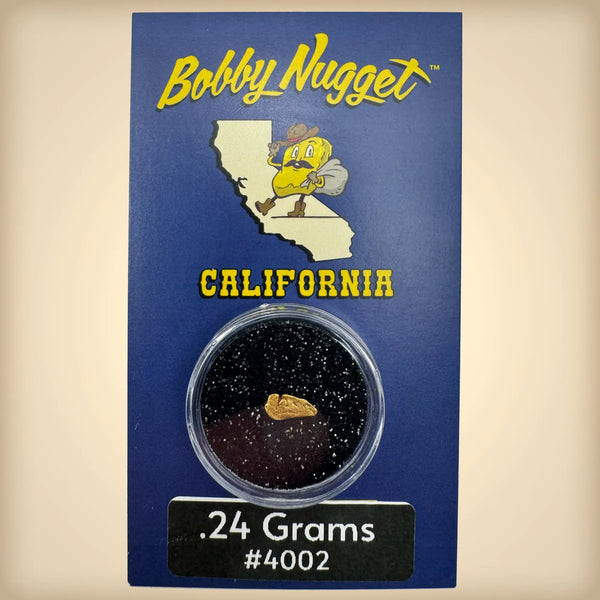 Bobby Nugget™
CALIFORNIA
.24 Grams
#4002